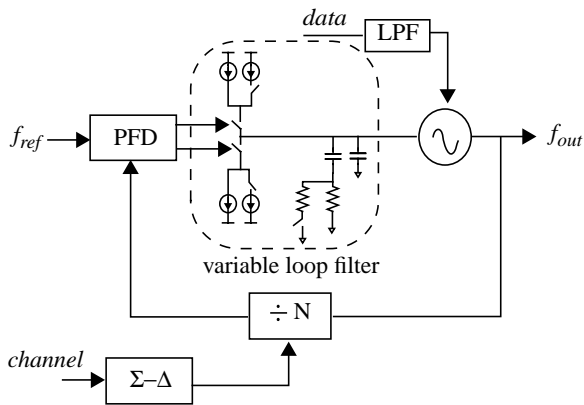 data
LPF
f_ref
PFD
f_out
variable loop filter
÷ N
channel
Σ–Δ